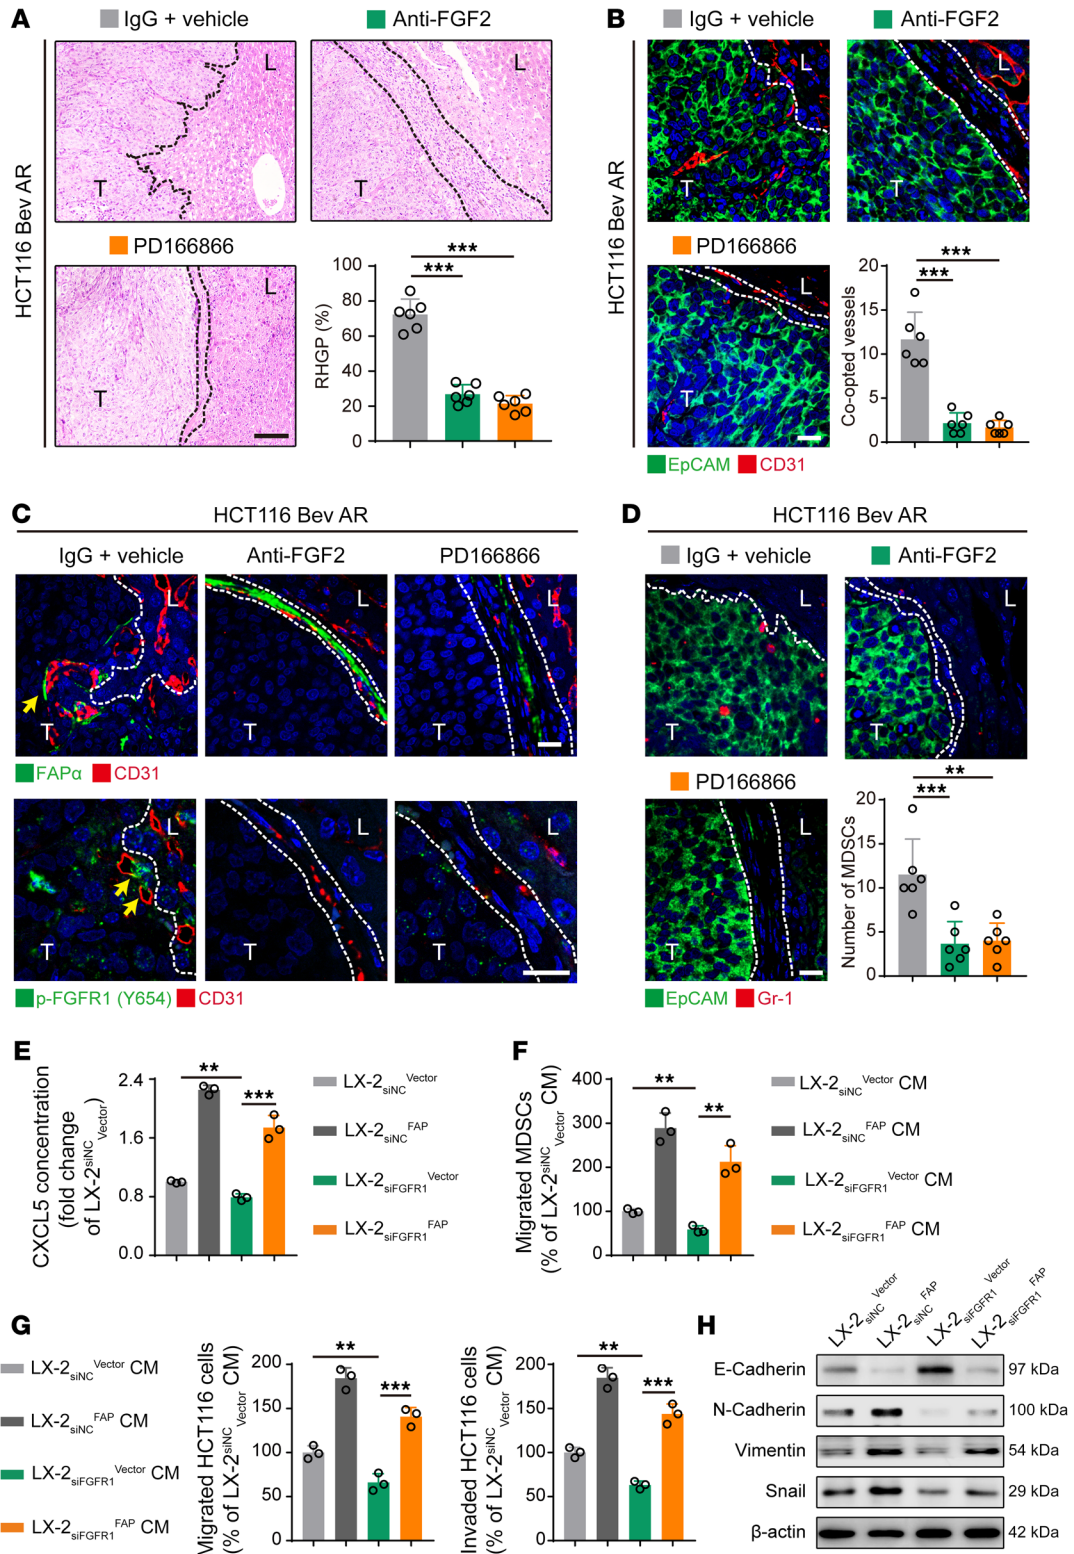 A
IgG + vehicle
Anti-FGF2
HCT116 Bev AR
L
T
L
T
PD166866
L
T
RHGP (%)
100
80
60
40
20
0
***
***
B
IgG + vehicle
Anti-FGF2
HCT116 Bev AR
L
T
L
T
PD166866
L
T
Co-opted vessels
20
15
10
5
0
***
***
EpCAM CD31
C
HCT116 Bev AR
IgG + vehicle
Anti-FGF2
PD166866
L
T
L
T
L
T
FAPα CD31
L
T
L
T
L
T
p-FGFR1 (Y654) CD31
D
HCT116 Bev AR
IgG + vehicle
Anti-FGF2
L
T
L
T
PD166866
L
T
Number of MDSCs
20
15
10
5
0
**
***
EpCAM Gr-1
E
CXCL5 concentration
(fold change
of LX-2siNCVector)
2.4
1.6
0.8
0.0
**
***
LX-2siNCVector
LX-2siNCFAP
LX-2siFGFR1Vector
LX-2siFGFR1FAP
F
Migrated MDSCs
(% of LX-2siNCVector CM)
400
300
200
100
0
**
**
LX-2siNCVector CM
LX-2siNCFAP CM
LX-2siFGFR1Vector CM
LX-2siFGFR1FAP CM
G
LX-2siNCVector CM
LX-2siNCFAP CM
LX-2siFGFR1Vector CM
LX-2siFGFR1FAP CM
Migrated HCT116 cells
(% of LX-2siNCVector CM)
200
150
100
50
0
**
***
Invaded HCT116 cells
(% of LX-2siNCVector CM)
200
150
100
50
0
**
***
H
LX-2siNCVector
LX-2siNCFAP
LX-2siFGFR1Vector
LX-2siFGFR1FAP
E-Cadherin 97 kDa
N-Cadherin 100 kDa
Vimentin 54 kDa
Snail 29 kDa
β-actin 42 kDa